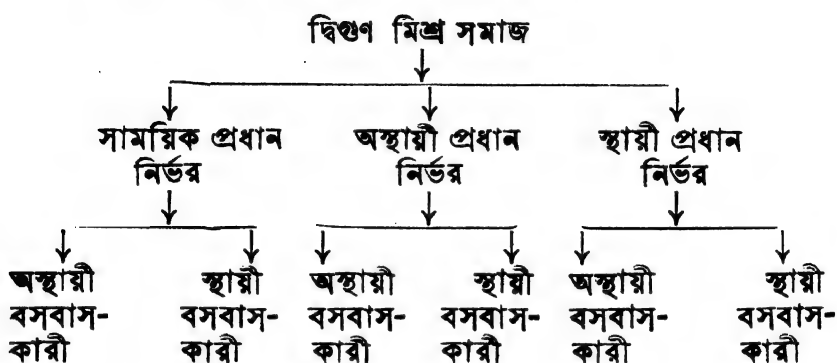 দ্বিগুণ মিশ্র সমাজ
সাময়িক প্রধান অস্থায়ী প্রধান স্থায়ী প্রধান
নির্ভর নির্ভর নির্ভর
অস্থায়ী স্থায়ী অস্থায়ী স্থায়ী অস্থায়ী স্থায়ী
বসবাস- বসবাস- বসবাস- বসবাস- বসবাস- বসবাস-
কারী কারী কারী কারী কারী কারী